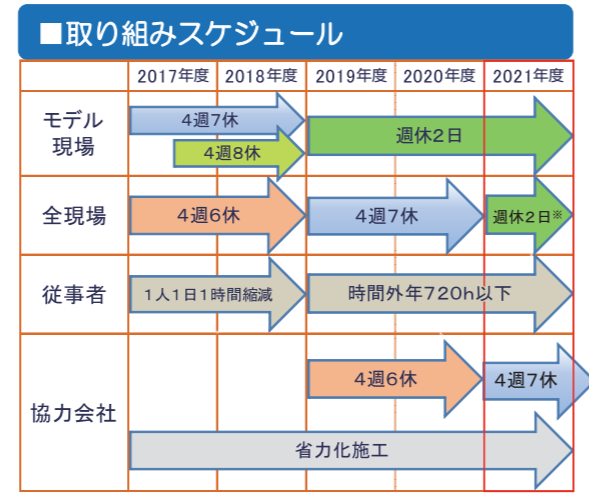 ■取り組みスケジュール
2017年度 2018年度 2019年度 2020年度 2021年度
モデル
現場
4週7休
4週8休
週休2日
全現場
4週6休
4週7休
週休2日※
従事者
1人1日1時間縮減
時間外年720h以下
協力会社
4週6休
4週7休
省力化施工